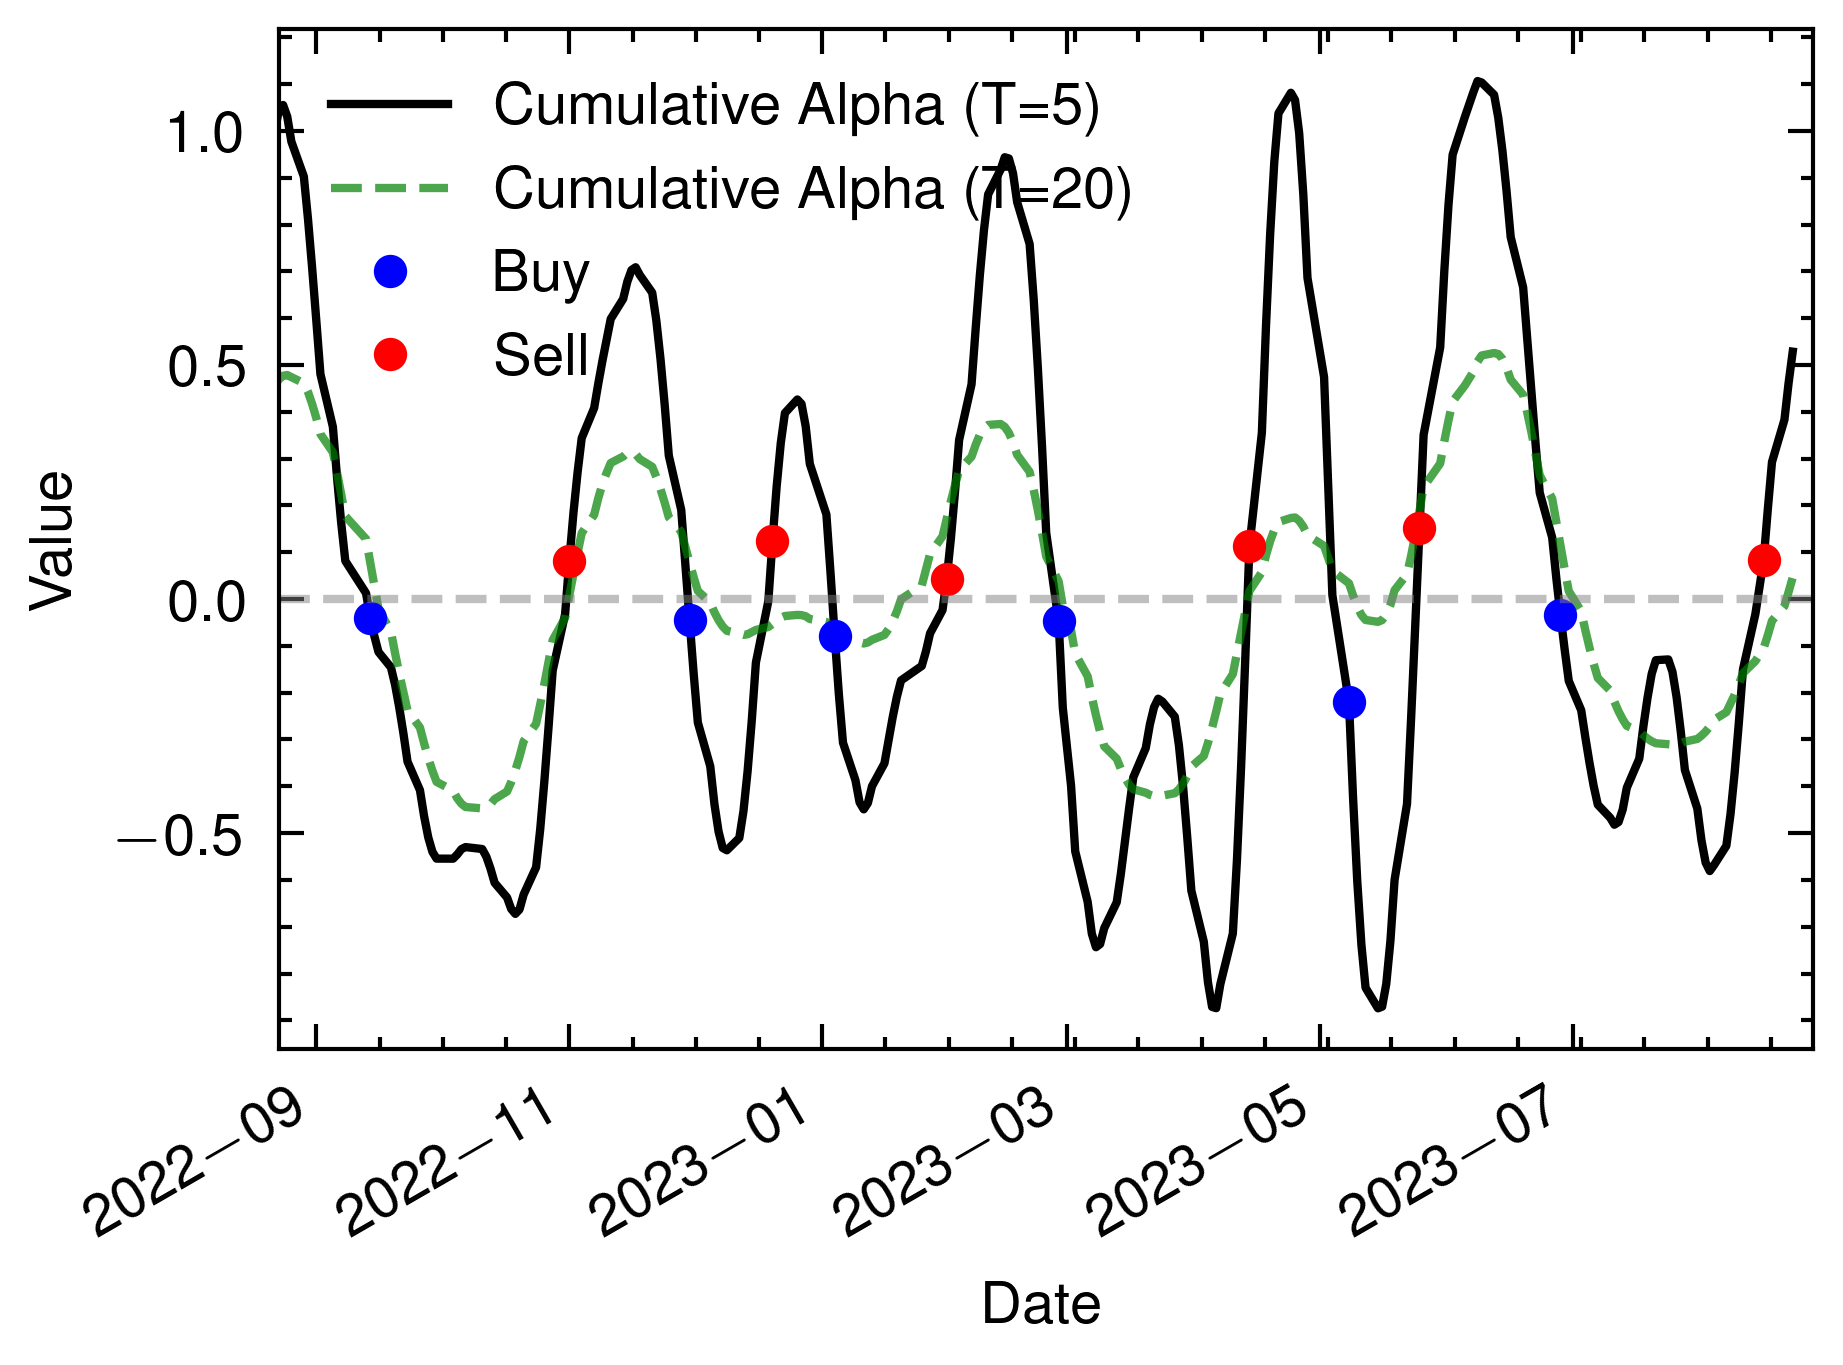 Cumulative Alpha (T=5)
Cumulative Alpha (T=20)
Buy
Sell
1.0
0.5
0.0
−0.5
Value
2022−09
2022−11
2023−01
2023−03
2023−05
2023−07
Date